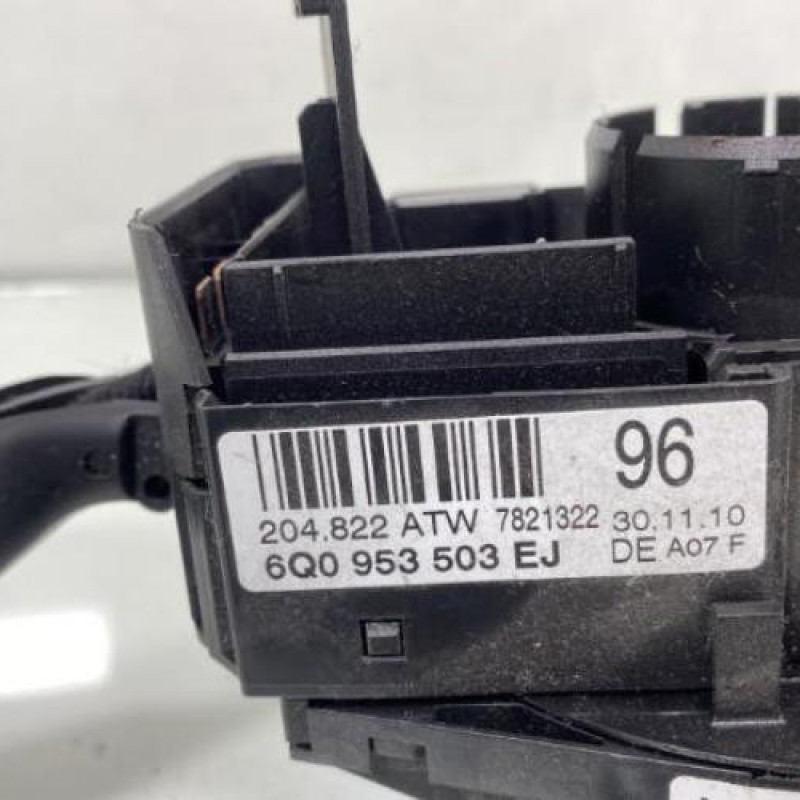 96
204.822 ATW 7821322 30.11.10
6Q0 953 503 EJ DE A07 F